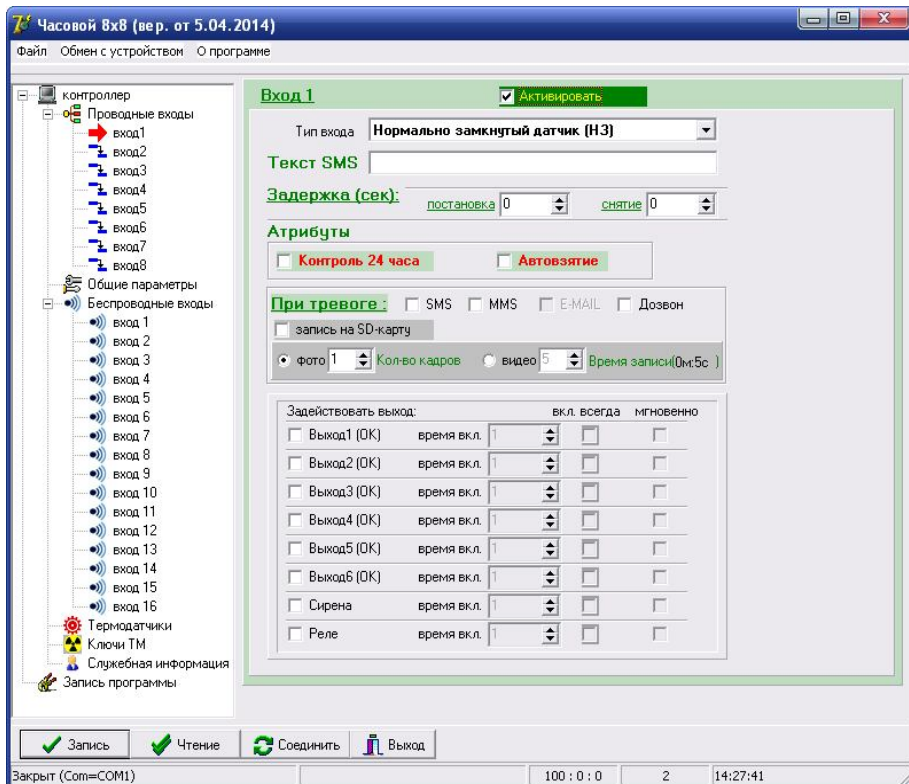 Часовой 8x8 (вер. от 5.04.2014)
Файл Обмен с устройством О программе
контроллер
Проводные входы
вход1
вход2
вход3
вход4
вход5
вход6
вход7
вход8
Общие параметры
Беспроводные входы
вход 1
вход 2
вход 3
вход 4
вход 5
вход 6
вход 7
вход 8
вход 9
вход 10
вход 11
вход 12
вход 13
вход 14
вход 15
вход 16
Термодатчики
Ключи ТМ
Служебная информация
Запись программы
Вход 1 Активировать
Тип входа Нормально замкнутый датчик (НЗ)
Текст SMS
Задержка (сек): постановка 0 снятие 0
Атрибуты
Контроль 24 часа Автовзятие
При тревоге : SMS MMS E-MAIL Дозвон
запись на SD-карту
фото 1 Кол-во кадров видео 5 Время записи(0м:5с )
Задействовать выход: вкл. всегда мгновенно
Выход1 (ОК) время вкл. 1
Выход2 (ОК) время вкл. 1
Выход3 (ОК) время вкл. 1
Выход4 (ОК) время вкл. 1
Выход5 (ОК) время вкл. 1
Выход6 (ОК) время вкл. 1
Сирена время вкл. 1
Реле время вкл. 1
Запись Чтение Соединить Выход
Закрыт (Com=COM1) 100 : 0 : 0 2 14:27:41